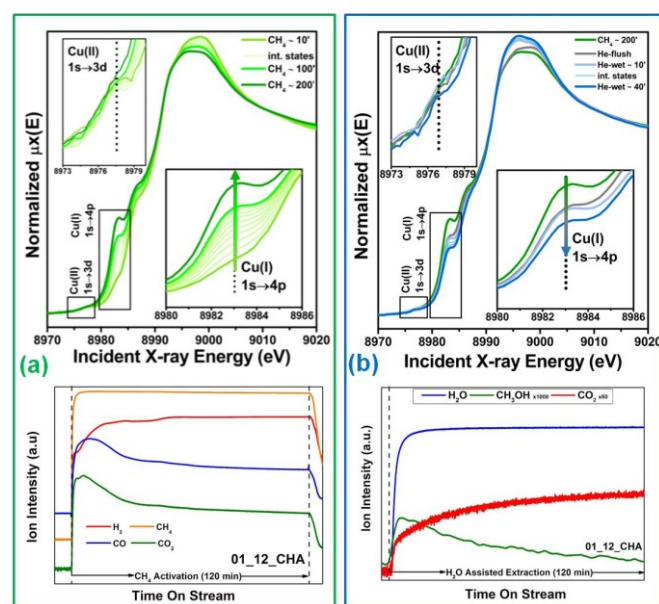 Cu(II)
1s→3d
8973 8976 8979
CH₄ ~ 10'
int. states
CH₄ ~ 100'
CH₄ ~ 200'
Normalized μx(E)
Cu(I)
1s→4p
Cu(II)
1s→3d
Cu(I)
1s→4p
8980 8982 8984 8986
8970 8980 8990 9000 9010 9020
Incident X-ray Energy (eV)
(a)
Cu(II)
1s→3d
8973 8976 8979
CH₄ ~ 200'
He-flush
He-wet ~ 10'
int. states
He-wet ~ 40'
Normalized μx(E)
Cu(I)
1s→4p
Cu(II)
1s→3d
Cu(I)
1s→4p
8980 8982 8984 8986
8970 8980 8990 9000 9010 9020
Incident X-ray Energy (eV)
(b)
Ion Intensity (a.u)
H₂ CH₄
CO CO₂
01_12_CHA
CH₄ Activation (120 min)
Time On Stream
H₂O CH₃OH x1000 CO₂ x50
Ion Intensity (a.u.)
01_12_CHA
H₂O Assisted Extraction (120 min)
Time On Stream